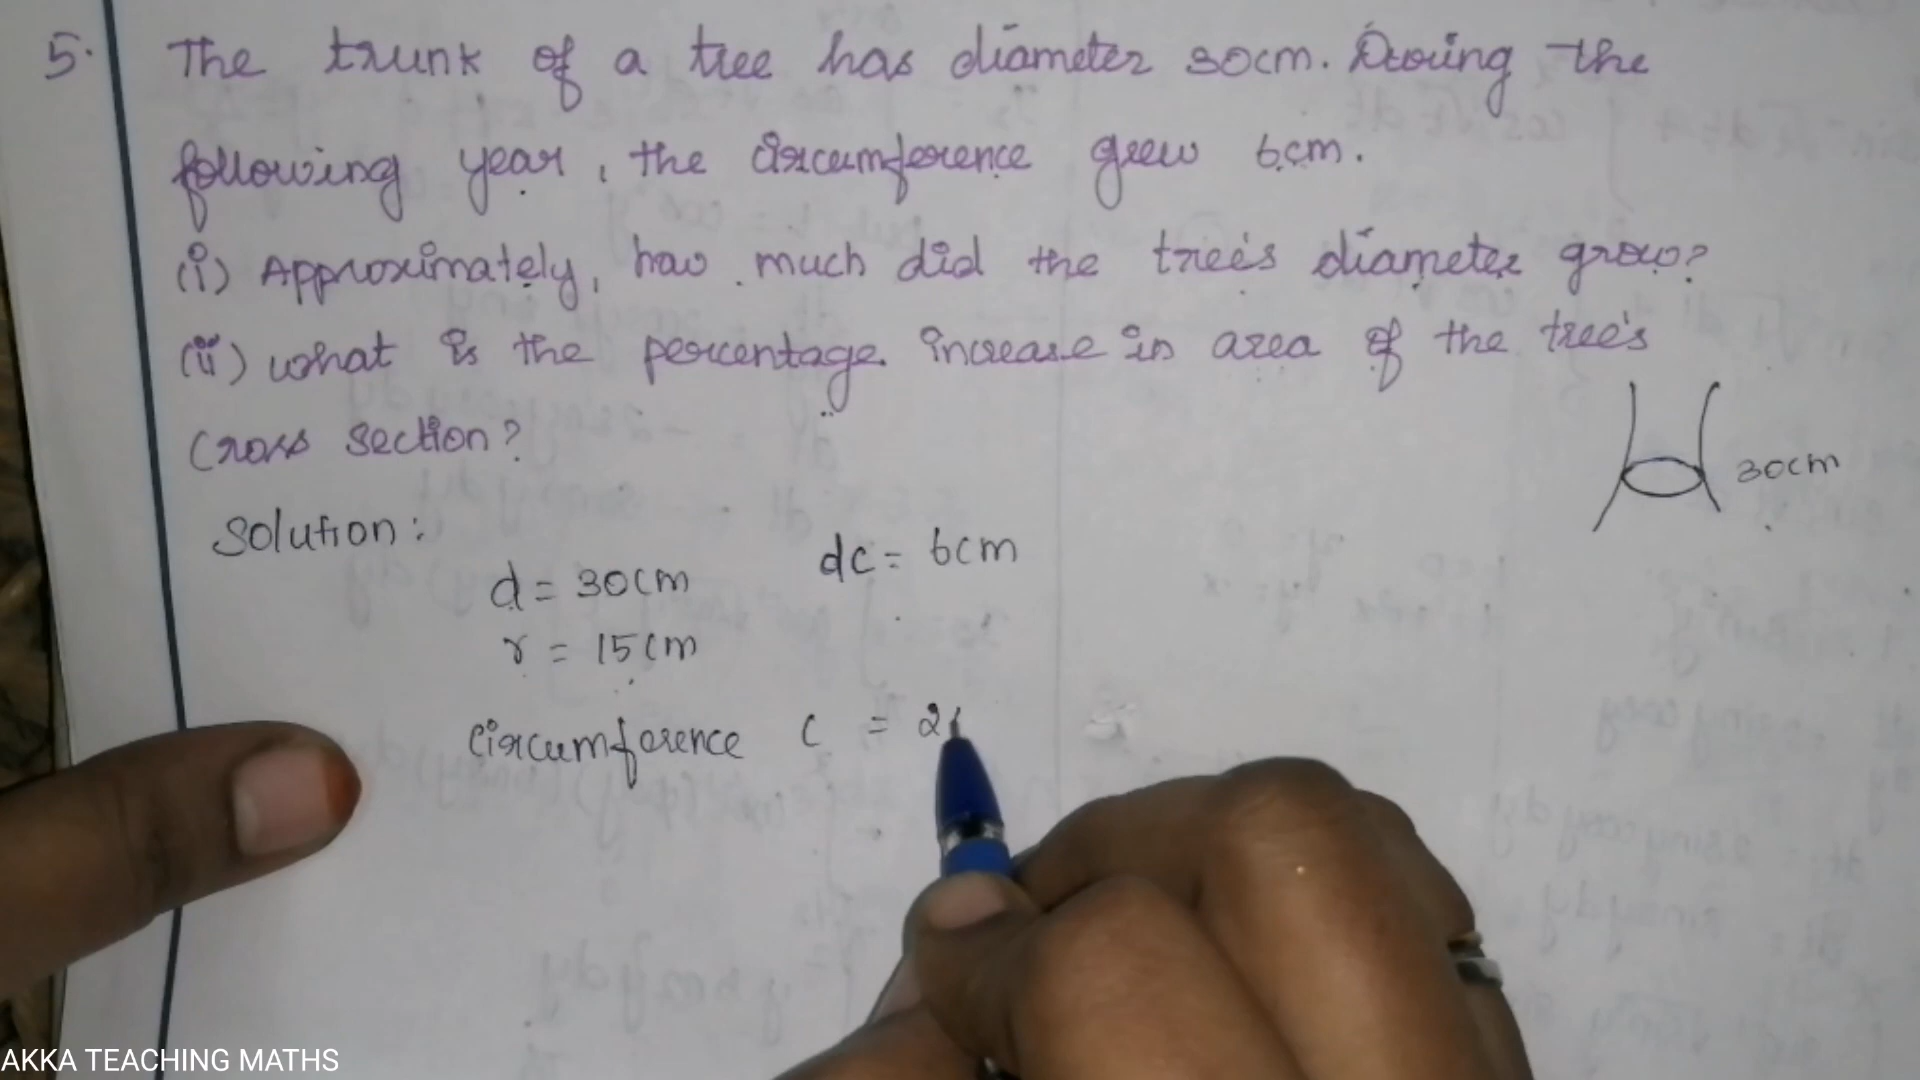 5. The trunk of a tree has diameter 30cm. During the
following year, the circumference grew 6cm.
(i) Approximately, how much did the tree's diameter grow?
(ii) what is the percentage increase in area of the tree's
cross section?
30cm
Solution:
d = 30cm dc = 6cm
r = 15cm
circumference c = 2
AKKA TEACHING MATHS